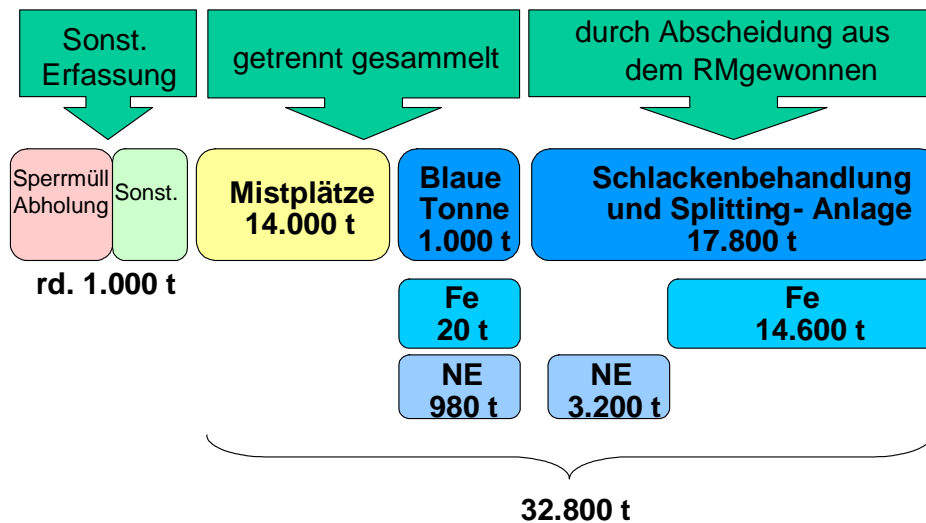 Sonst.
Erfassung
getrennt gesammelt
durch Abscheidung aus
dem RMgewonnen
Sperrmüll
Abholung
Sonst.
rd. 1.000 t
Mistplätze
14.000 t
Blaue
Tonne
1.000 t
Schlackenbehandlung
und Splitting- Anlage
17.800 t
Fe
20 t
Fe
14.600 t
NE
980 t
NE
3.200 t
32.800 t